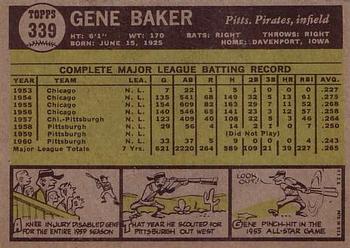 TOPPS
339
GENE BAKER
Pitts. Pirates, infield
HT: 6'1" WT: 170 BATS: RIGHT THROWS: RIGHT
BORN: JUNE 15, 1925 HOME: DAVENPORT, IOWA
COMPLETE MAJOR LEAGUE BATTING RECORD
YEAR TEAM LEA. G AB R H 2B 3B HR RBI AVG.
1953 Chicago N. L. 7 22 1 5 1 0 0 0 .227
1954 Chicago N. L. 135 541 68 149 32 5 13 61 .275
1955 Chicago N. L. 154 609 82 163 29 7 11 52
1956 Chicago N. L. 140 546 65 141 23 3 12 57 .258
1957 Chi.-Pittsburgh N. L. 123 409 40 108 22 5 3 46
1958 Pittsburgh N. L. 29 56 3 14 2 1 0 7 .250
1959 Pittsburgh N. L. (Did Not Play)
1960 Pittsburgh N. L. 33 37 5 9 0 0 0 4 .243
Major League Totals 7 Yrs. 621 2220 264 109 21 39 227 .265
KNEE INJURY DISABLED GENE
FOR THE ENTIRE 1959 SEASON
THAT YEAR HE SCOUTED FOR
PITTSBURGH OUT WEST
LOOK OUT!
GENE PINCH-HIT IN THE
1955 ALL-STAR GAME